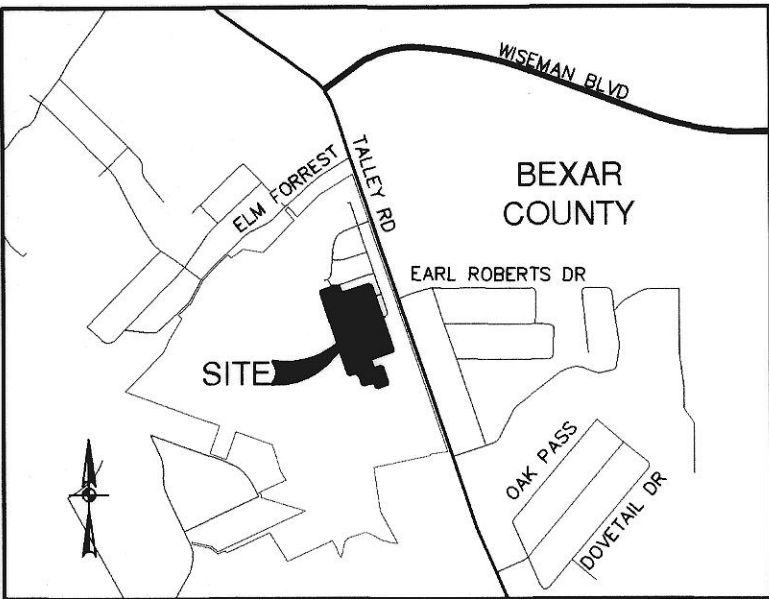 WISEMAN BLVD
TALLEY RD
ELM FORREST
BEXAR
COUNTY
EARL ROBERTS DR
SITE
OAK PASS
DOVETAIL DR